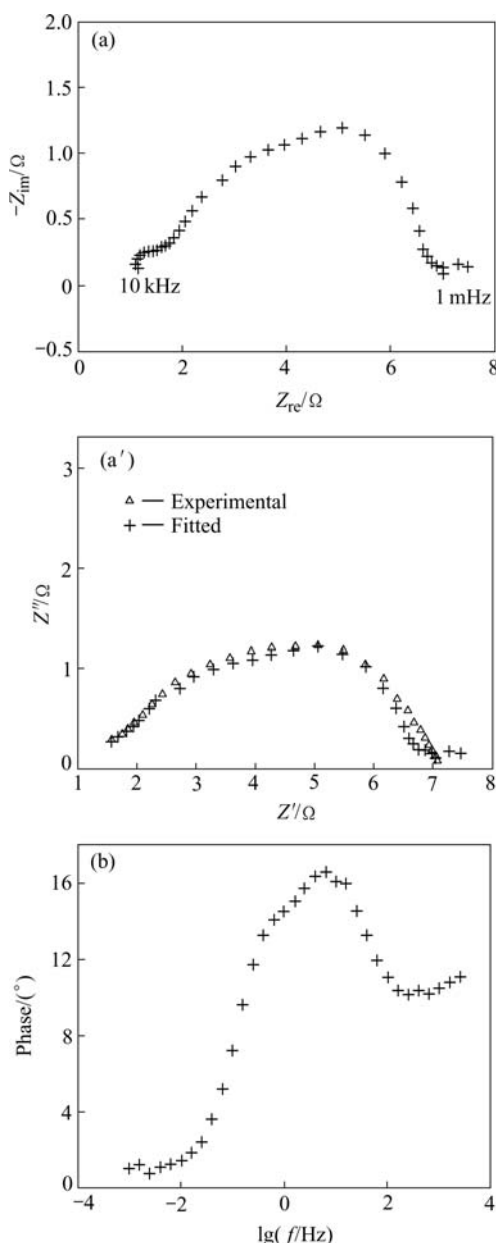 (a)
2.0
1.5
1.0
0.5
0
−0.5
−Zim/Ω
10 kHz
1 mHz
0 2 4 6 8
Zre/Ω
(a′)
Experimental
Fitted
3
2
1
0
Z″/Ω
1 2 3 4 5 6 7 8
Z′/Ω
(b)
16
12
8
4
0
Phase/(°)
−4 −2 0 2 4
lg(f/Hz)